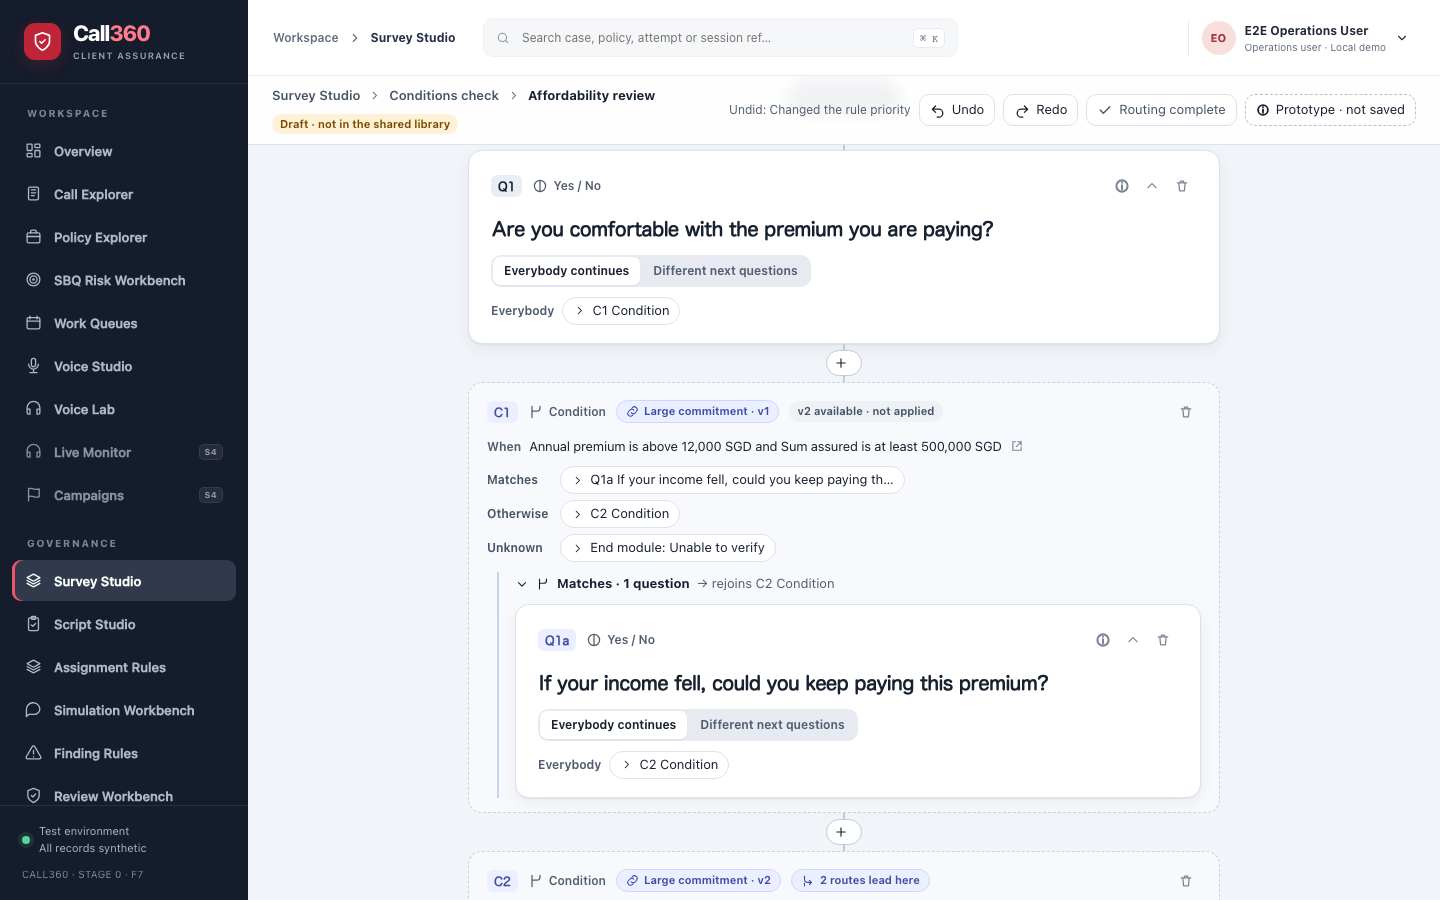 Call360
CLIENT ASSURANCE
WORKSPACE
Overview
Call Explorer
Policy Explorer
SBQ Risk Workbench
Work Queues
Voice Studio
Voice Lab
Live Monitor S4
Campaigns S4
GOVERNANCE
Survey Studio
Script Studio
Assignment Rules
Simulation Workbench
Finding Rules
Review Workbench
Test environment
All records synthetic
CALL360 · STAGE 0 · F7
Workspace > Survey Studio
Search case, policy, attempt or session ref... ⌘ K
EO
E2E Operations User
Operations user · Local demo
Survey Studio > Conditions check > Affordability review
Draft · not in the shared library
Undid: Changed the rule priority
Undo
Redo
Routing complete
Prototype · not saved
Q1 Yes / No
Are you comfortable with the premium you are paying?
Everybody continues Different next questions
Everybody C1 Condition
C1 Condition Large commitment · v1 v2 available · not applied
When Annual premium is above 12,000 SGD and Sum assured is at least 500,000 SGD
Matches Q1a If your income fell, could you keep paying th...
Otherwise C2 Condition
Unknown End module: Unable to verify
Matches · 1 question → rejoins C2 Condition
Q1a Yes / No
If your income fell, could you keep paying this premium?
Everybody continues Different next questions
Everybody C2 Condition
C2 Condition Large commitment · v2 2 routes lead here